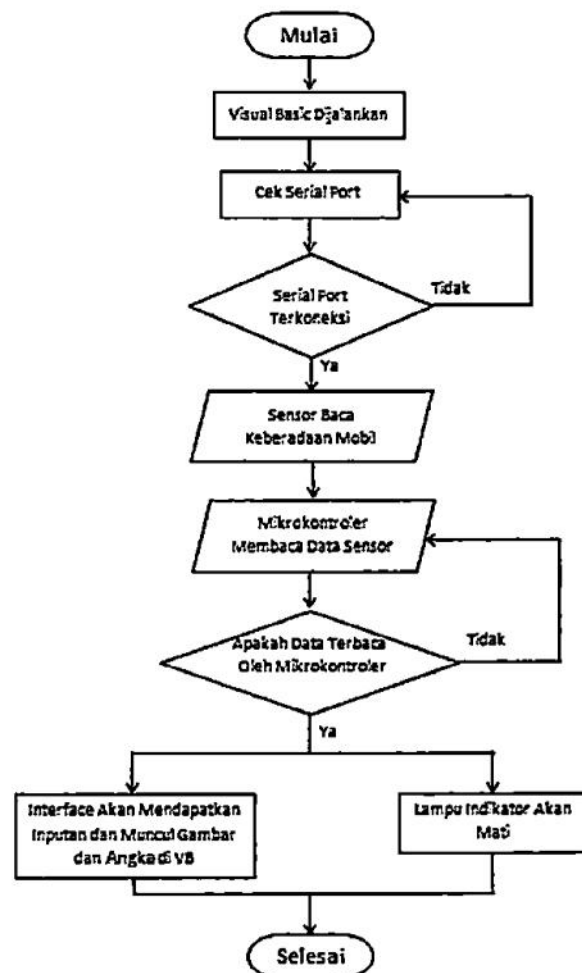 Mulai
Visual Basic Dijalankan
Cek Serial Port
Serial Port
Terkoneksi
Tidak
Ya
Sensor Baca
Keberadaan Mobil
Mikrokontroler
Membaca Data Sensor
Apakah Data Terbaca
Oleh Mikrokontroler
Tidak
Ya
Interface Akan Mendapatkan
Inputan dan Muncul Gambar
dan Angka di VB
Lampu Indikator Akan
Mati
Selesai